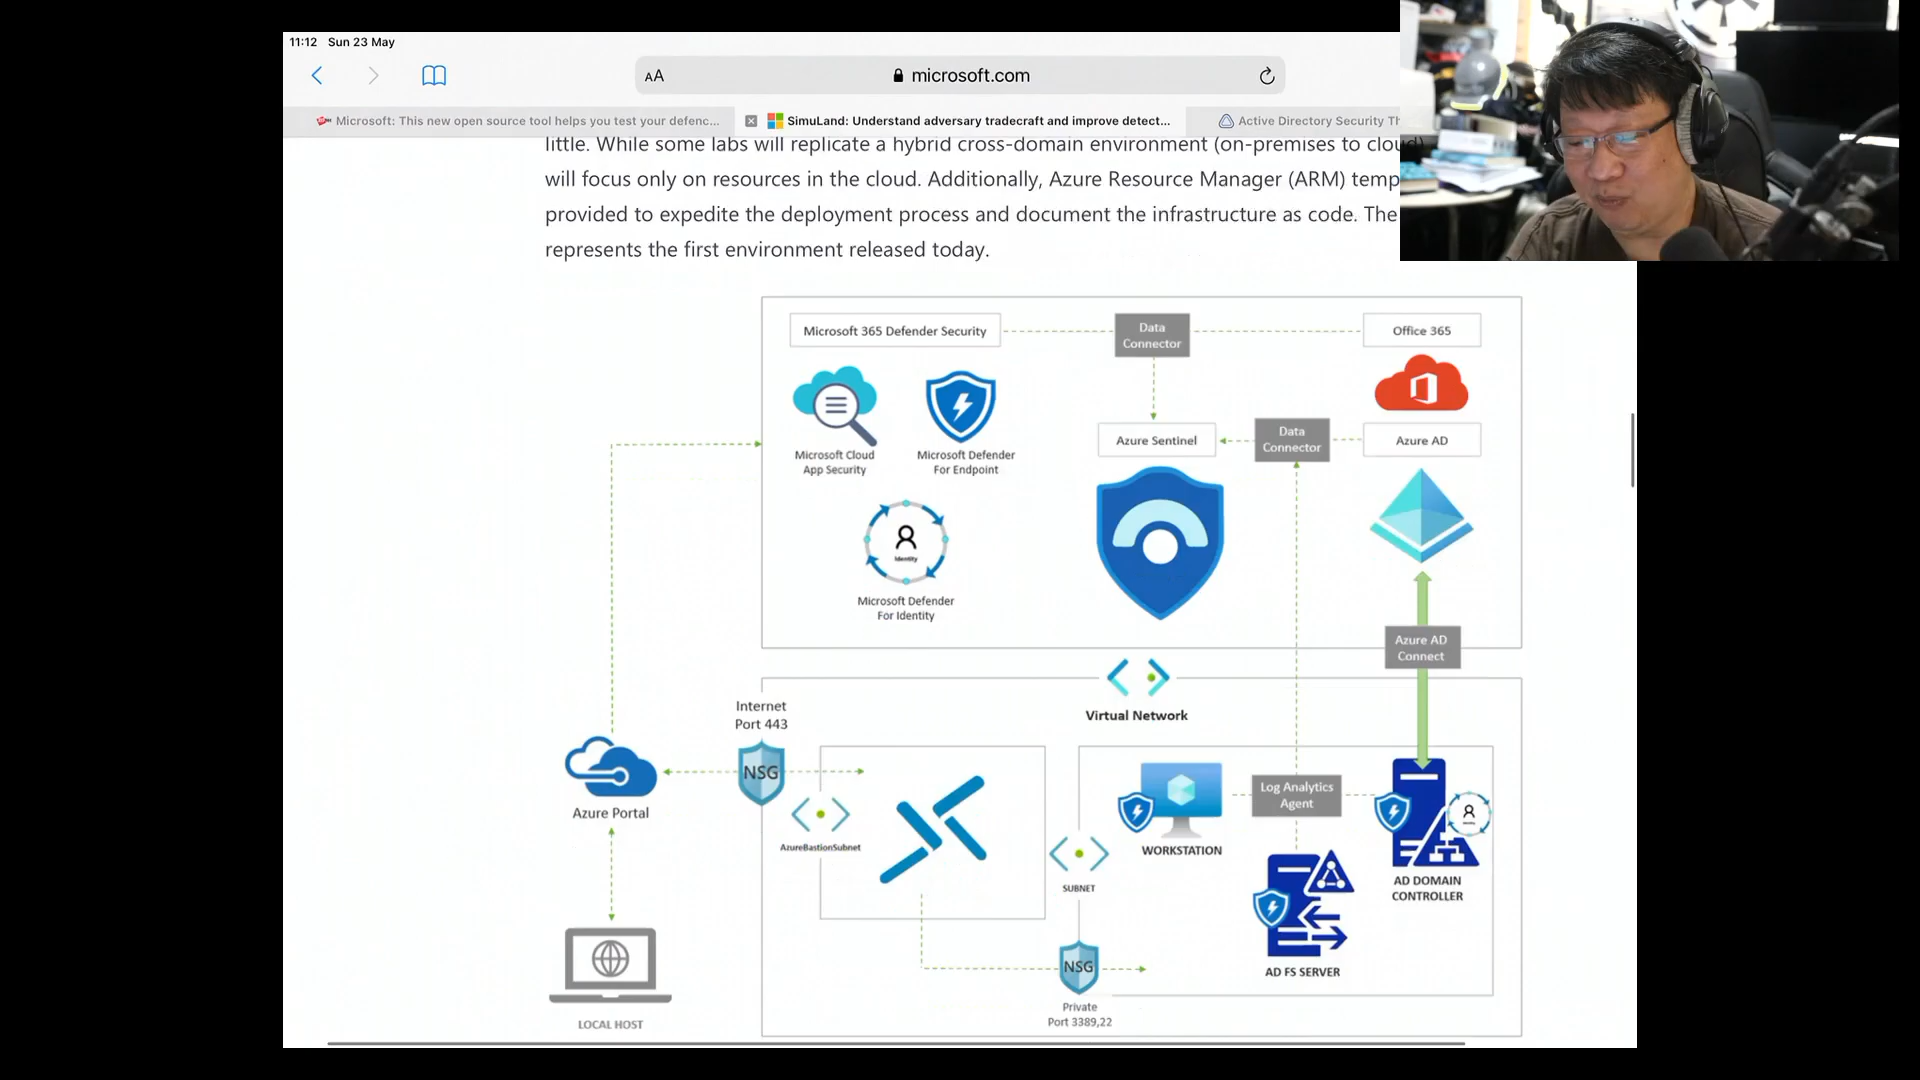 11:12 Sun 23 May
AA
microsoft.com
Microsoft: This new open source tool helps you test your defenc...
SimuLand: Understand adversary tradecraft and improve detect...
Active Directory Security Th
little. While some labs will replicate a hybrid cross-domain environment (on-premises to cloud)
will focus only on resources in the cloud. Additionally, Azure Resource Manager (ARM) temp
provided to expedite the deployment process and document the infrastructure as code. The
represents the first environment released today.
Microsoft 365 Defender Security
Data
Connector
Office 365
Microsoft Cloud
App Security
Microsoft Defender
For Endpoint
Azure Sentinel
Data
Connector
Azure AD
Identity
Microsoft Defender
For Identity
Azure AD
Connect
Internet
Port 443
Virtual Network
NSG
Azure Portal
AzureBastionSubnet
SUBNET
WORKSTATION
Log Analytics
Agent
AD DOMAIN
CONTROLLER
AD FS SERVER
NSG
Private
Port 3389,22
LOCAL HOST